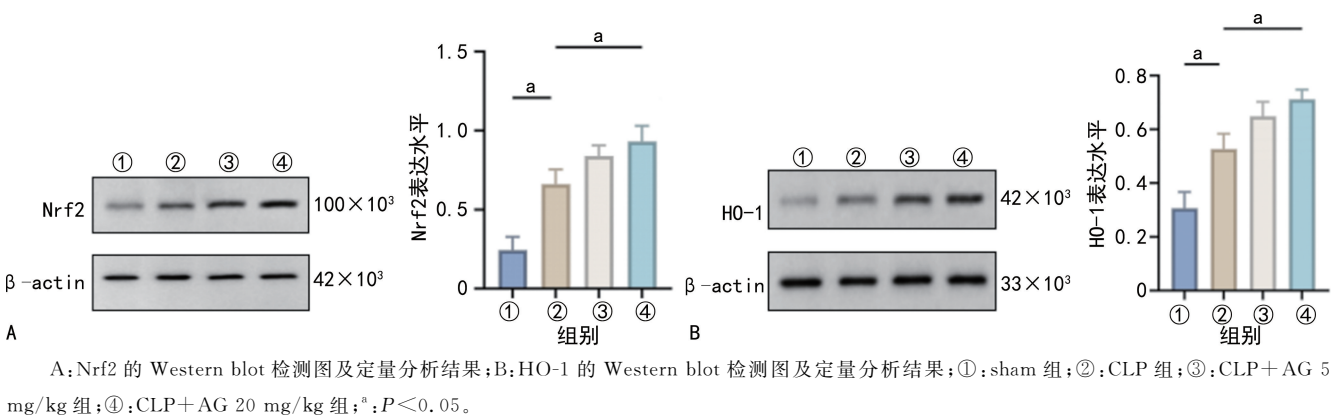 ① ② ③ ④
Nrf2
100×10³
β-actin
42×10³
A
Nrf2表达水平
1.5
1.0
0.5
0
a
a
① ② ③ ④
组别
① ② ③ ④
HO-1
42×10³
β-actin
33×10³
B
HO-1表达水平
0.8
0.6
0.4
0.2
0
a
a
① ② ③ ④
组别
A:Nrf2 的 Western blot 检测图及定量分析结果;B:HO-1 的 Western blot 检测图及定量分析结果;①:sham 组;②:CLP 组;③:CLP+AG 5
mg/kg 组;④:CLP+AG 20 mg/kg 组;ᵃ:P<0.05。